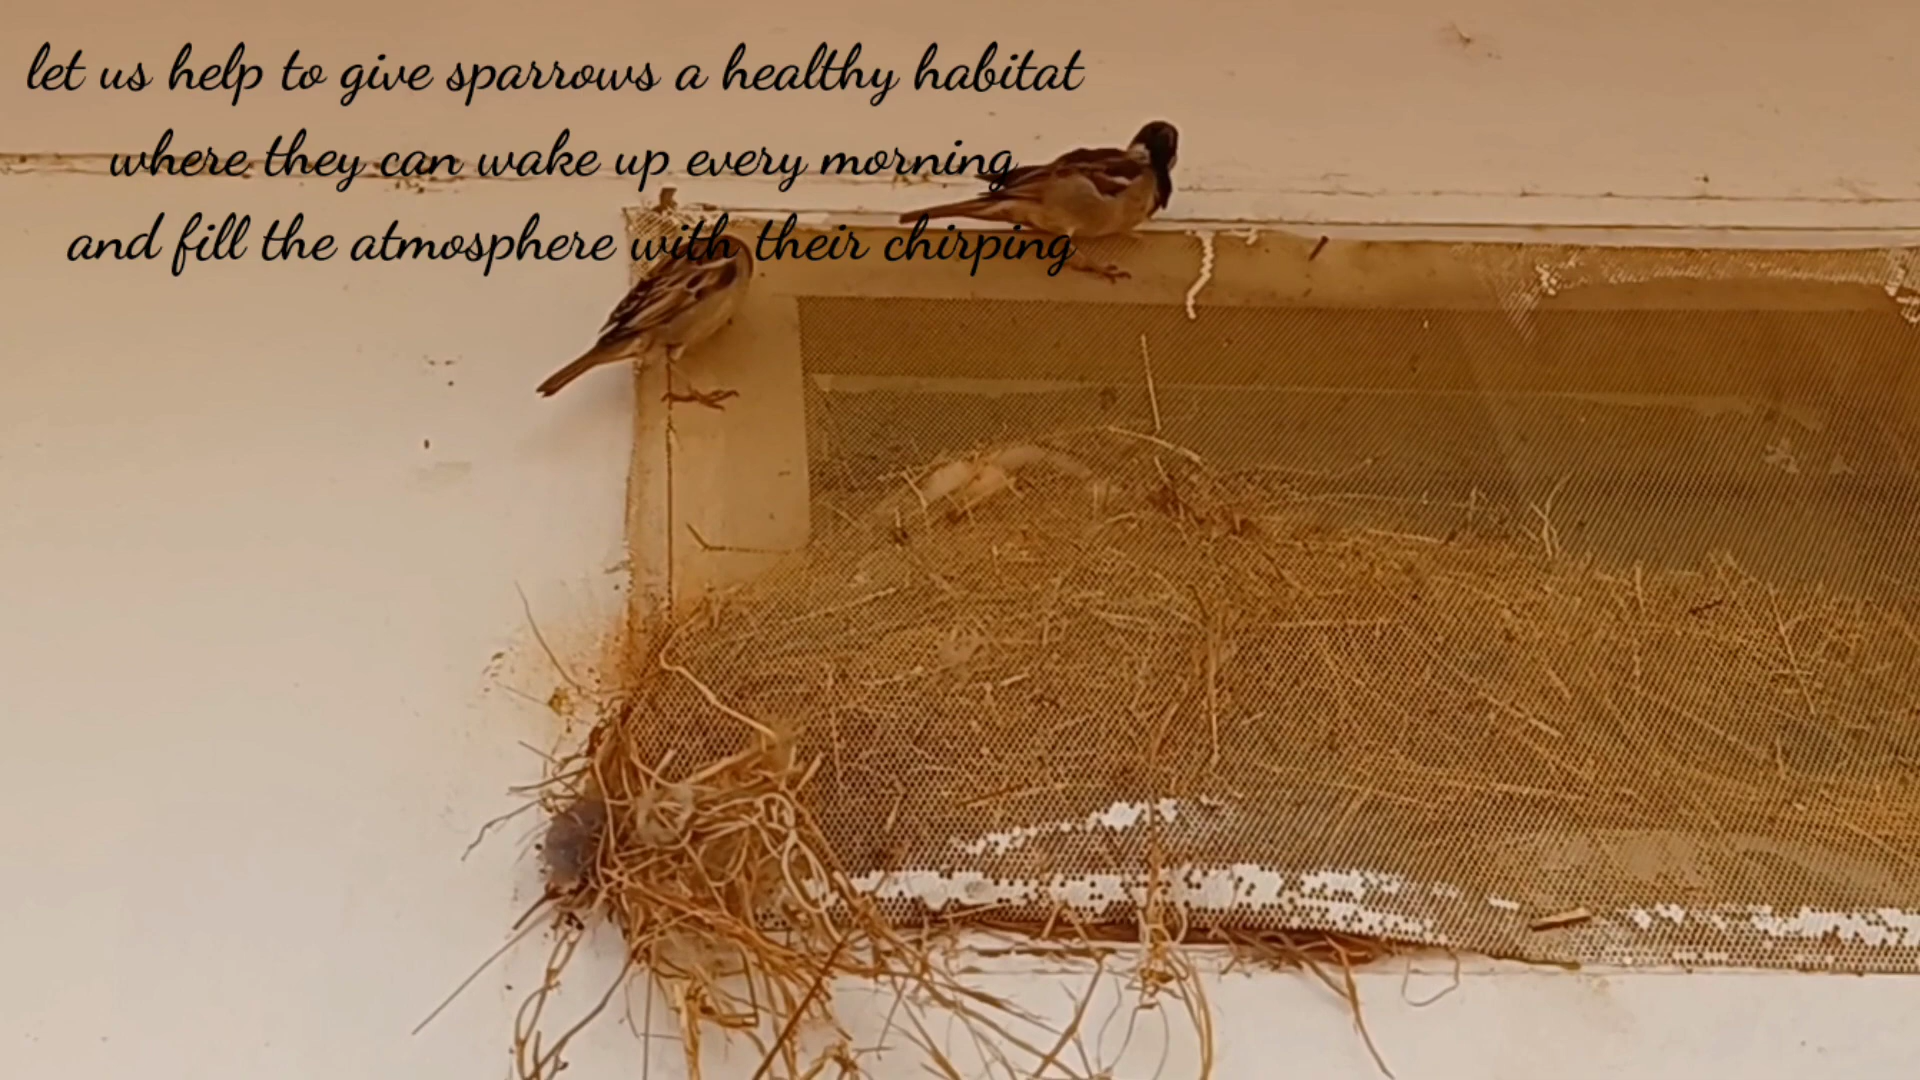 let us help to give sparrows a healthy habitat
where they can wake up every morning
and fill the atmosphere with their chirping